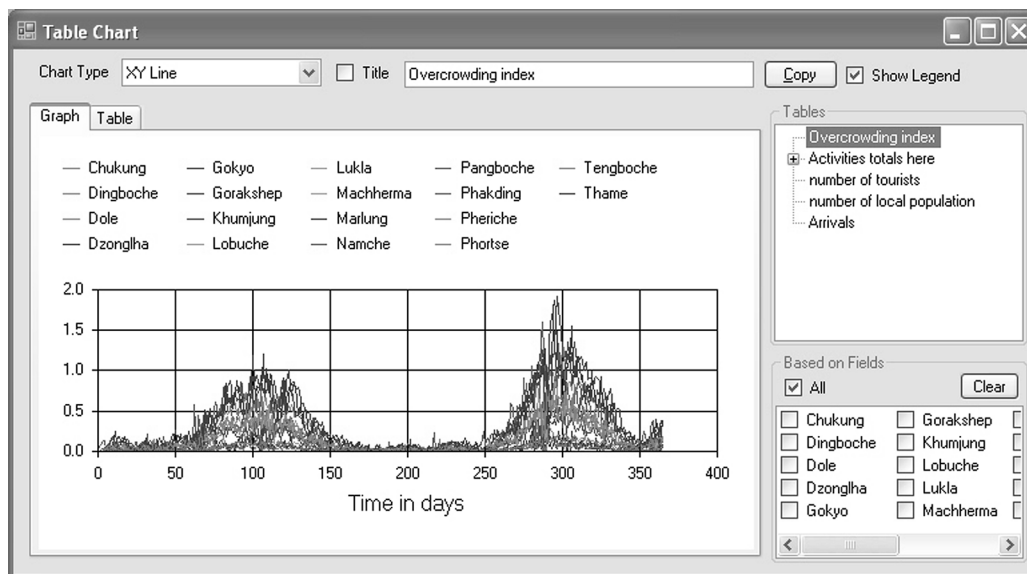 Table Chart
Chart Type XY Line Title Overcrowding index Copy Show Legend
Graph Table
Chukung Gokyo Lukla Pangboche Tengboche
Dingboche Gorakshep Machherma Phakding Thame
Dole Khumjung Marlung Pheriche
Dzonglha Lobuche Namche Phortse
2.0
1.5
1.0
0.5
0.0
0 50 100 150 200 250 300 350 400
Time in days
Tables
Overcrowding index
Activities totals here
number of tourists
number of local population
Arrivals
Based on Fields
All Clear
Chukung Gorakshep
Dingboche Khumjung
Dole Lobuche
Dzonglha Lukla
Gokyo Machherma